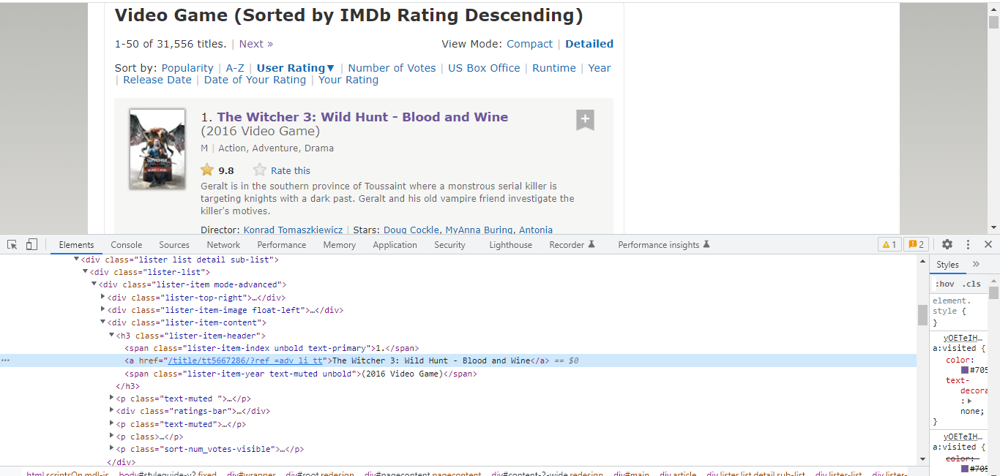 Video Game (Sorted by IMDb Rating Descending)
1-50 of 31,556 titles. | Next »
View Mode: Compact | Detailed
Sort by: Popularity | A-Z | User Rating▼ | Number of Votes | US Box Office | Runtime | Year
| Release Date | Date of Your Rating | Your Rating
1. The Witcher 3: Wild Hunt - Blood and Wine
(2016 Video Game)
M | Action, Adventure, Drama
9.8 Rate this
Geralt is in the southern province of Toussaint where a monstrous serial killer is
targeting knights with a dark past. Geralt and his old vampire friend investigate the
killer's motives.
Director: Konrad Tomaszkiewicz | Stars: Doug Cockle, MyAnna Buring, Antonia
Elements Console Sources Network Performance Memory Application Security Lighthouse Recorder Performance insights 1 2
<div class="lister list detail sub-list">
<div class="lister-list">
<div class="lister-item mode-advanced">
<div class="lister-top-right">…</div>
<div class="lister-item-image float-left">…</div>
<div class="lister-item-content">
<h3 class="lister-item-header">
<span class="lister-item-index unbold text-primary">1.</span>
<a href="/title/tt5667286/?ref_=adv_li_tt">The Witcher 3: Wild Hunt - Blood and Wine</a> == $0
<span class="lister-item-year text-muted unbold">(2016 Video Game)</span>
</h3>
<p class="text-muted ">…</p>
<div class="ratings-bar">…</div>
<p class="text-muted">…</p>
<p class>…</p>
<p class="sort-num_votes-visible">…</p>
</div>
html.scriptsOn.mdl-js body#styleguide-v2.fixed div#wrapper div#root.redesign div#pagecontent.pagecontent div#content-2-wide.redesign div#main div.article div.lister.list.detail.sub-list div.lister-list div.lister-
Styles »
:hov .cls
element.
style {
}
yOETeIH…
a:visited {
color:
#705
text-
decora
:
none;
}
yOETeIH…
a:visited {
color:
#705